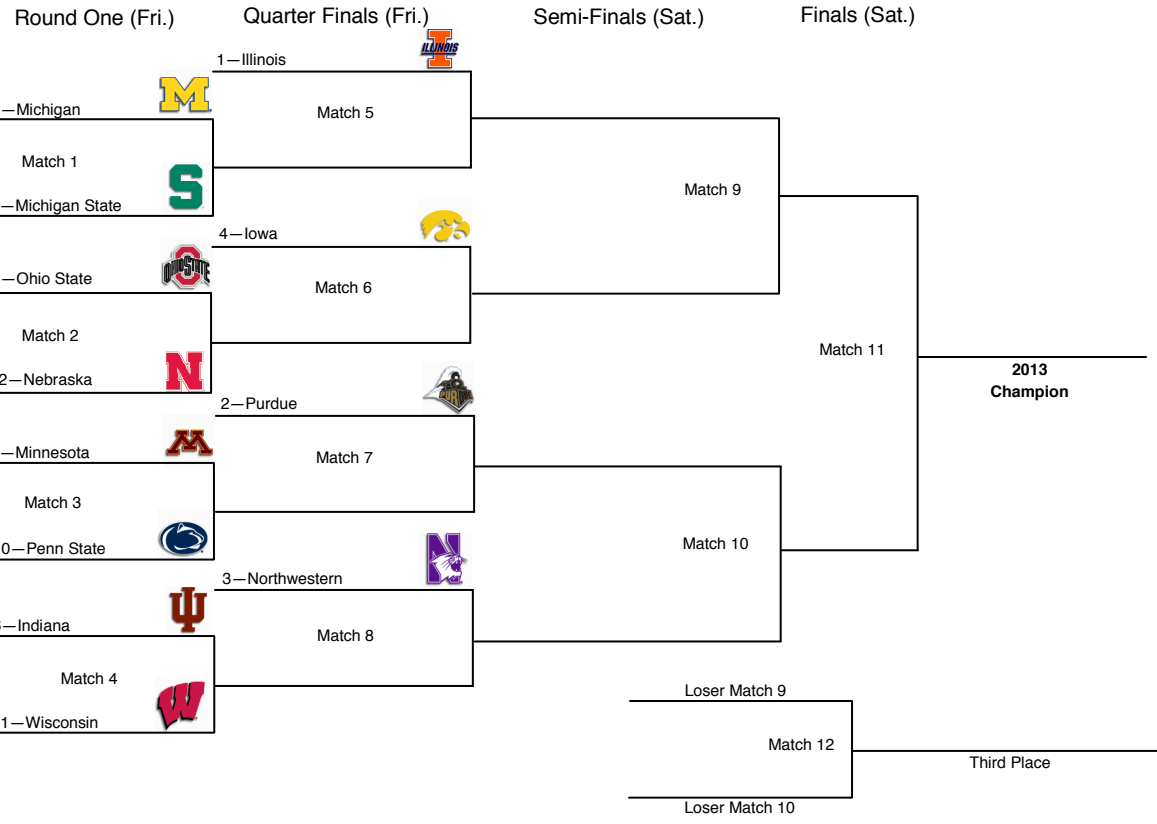 Round One (Fri.)
Quarter Finals (Fri.)
Semi-Finals (Sat.)
Finals (Sat.)
1—Illinois
ILLINOIS
—Michigan
M
Match 5
Match 1
—Michigan State
S
Match 9
4—Iowa
—Ohio State
OHIO STATE
Match 6
Match 2
2—Nebraska
N
Match 11
2013
Champion
2—Purdue
PURDUE
—Minnesota
M
Match 7
Match 3
0—Penn State
Match 10
3—Northwestern
N
—Indiana
Match 8
Match 4
1—Wisconsin
W
Loser Match 9
Match 12
Third Place
Loser Match 10